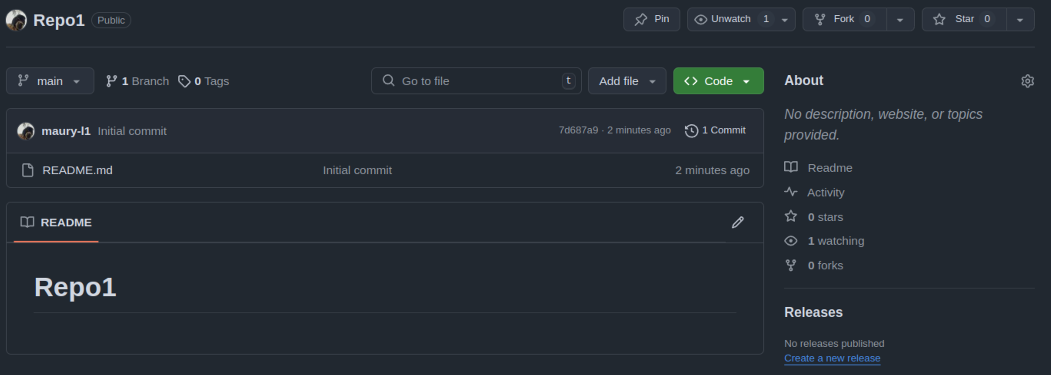 Repo1 Public Pin Unwatch 1 Fork 0 Star 0
main 1 Branch 0 Tags Go to file t Add file Code
maury-l1 Initial commit 7d687a9 · 2 minutes ago 1 Commit
README.md Initial commit 2 minutes ago
README
Repo1
About
No description, website, or topics
provided.
Readme
Activity
0 stars
1 watching
0 forks
Releases
No releases published
Create a new release